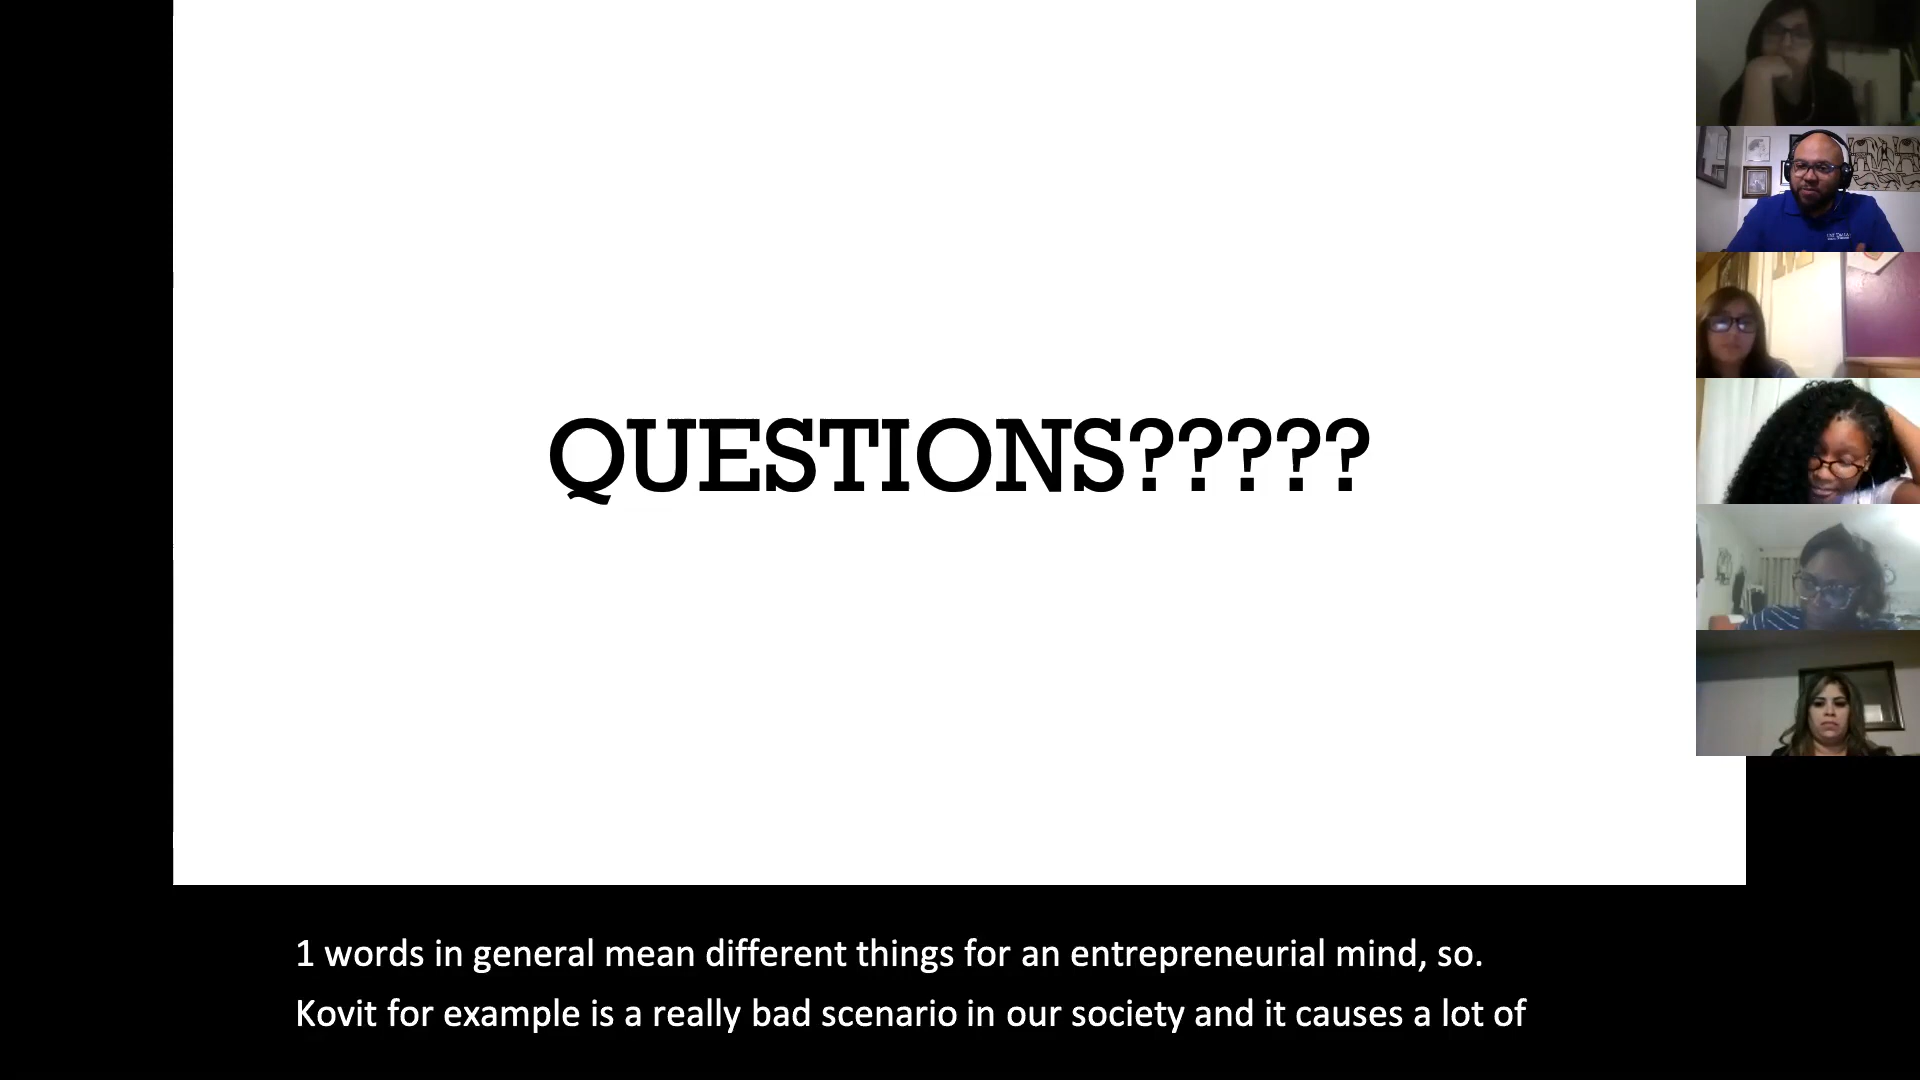 QUESTIONS?????
1 words in general mean different things for an entrepreneurial mind, so.
Kovit for example is a really bad scenario in our society and it causes a lot of